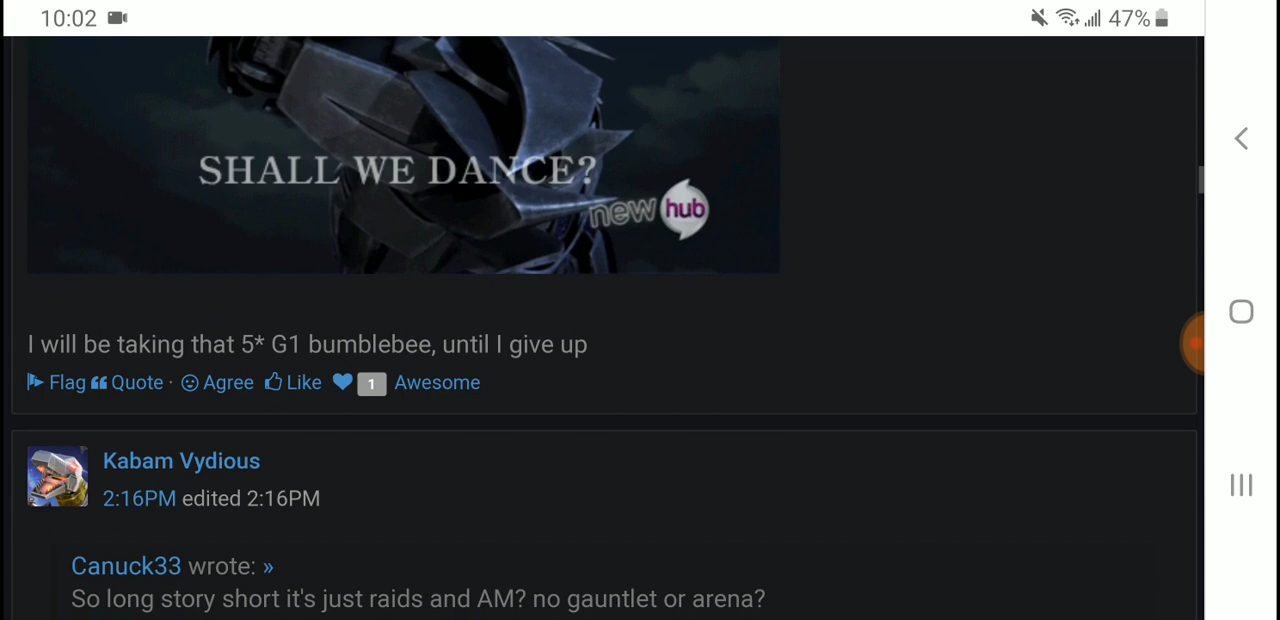 10:02 47%
SHALL WE DANCE?
new hub
I will be taking that 5* G1 bumblebee, until I give up
Flag Quote · Agree Like 1 Awesome
Kabam Vydious
2:16PM edited 2:16PM
Canuck33 wrote: »
So long story short it's just raids and AM? no gauntlet or arena?